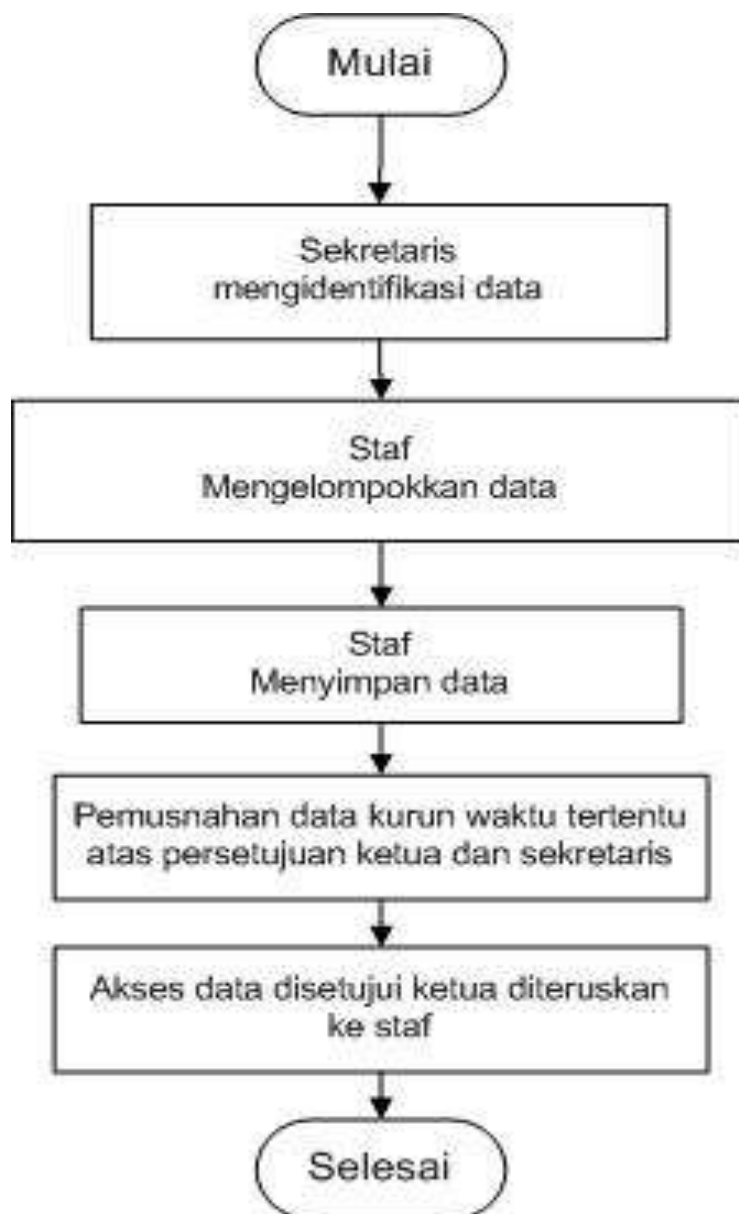 Mulai
Sekretaris
mengidentifikasi data
Staf
Mengelompokkan data
Staf
Menyimpan data
Pemusnahan data kurun waktu tertentu
atas persetujuan ketua dan sekretaris
Akses data disetujui ketua diteruskan
ke staf
Selesai